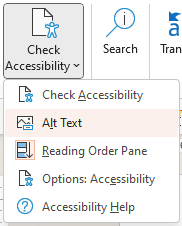 Check
Accessibility
Search
Tran
Check Accessibility
Alt Text
Reading Order Pane
Options: Accessibility
Accessibility Help